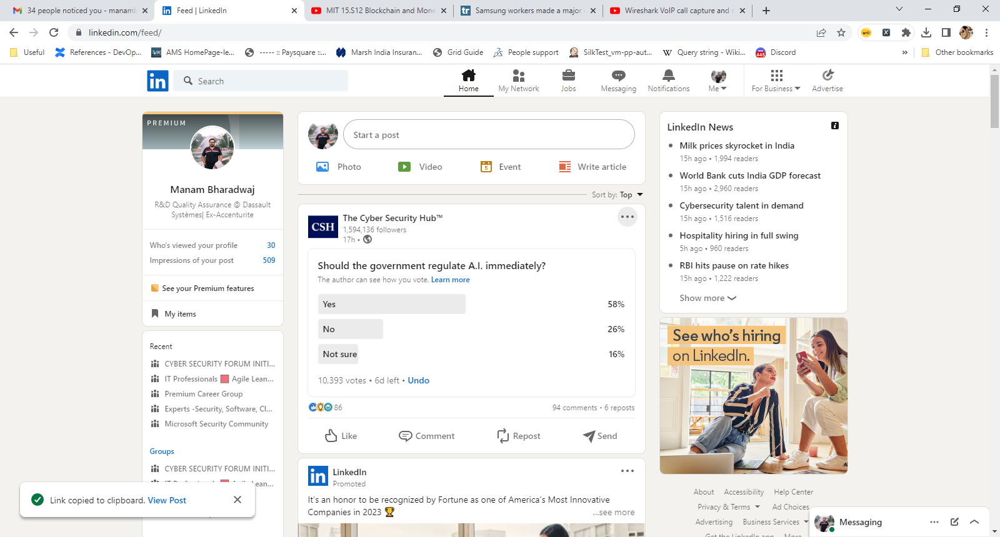 34 people noticed you - manamb
Feed | LinkedIn
MIT 15.S12 Blockchain and Mone
Samsung workers made a major
Wireshark VoIP call capture and r
linkedin.com/feed/
Useful
References - DevOp...
AMS HomePage-le...
----- :: Paysquare ::...
Marsh India Insuran...
Grid Guide
People support
SilkTest_vm-pp-aut...
Query string - Wiki...
445
Discord
»
Other bookmarks
in
Search
Home
My Network
Jobs
Messaging
Notifications
Me
For Business
Advertise
PREMIUM
Manam Bharadwaj
R&D Quality Assurance @ Dassault
Systèmes| Ex-Accenturite
Who's viewed your profile 30
Impressions of your post 509
See your Premium features
My items
Recent
CYBER SECURITY FORUM INITI...
IT Professionals 🟥 Agile Lean...
Premium Career Group
Experts -Security, Software, Cl...
Microsoft Security Community
Groups
CYBER SECURITY FORUM INITI...
Link copied to clipboard. View Post
Start a post
Photo
Video
Event
Write article
Sort by: Top
CSH
The Cyber Security Hub™
1,594,136 followers
17h •
Should the government regulate A.I. immediately?
The author can see how you vote. Learn more
Yes 58%
No 26%
Not sure 16%
10,393 votes • 6d left • Undo
86
94 comments • 6 reposts
Like
Comment
Repost
Send
in
LinkedIn
Promoted
It's an honor to be recognized by Fortune as one of America's Most Innovative
Companies in 2023 🏆
...see more
LinkedIn News
Milk prices skyrocket in India
15h ago • 1,994 readers
World Bank cuts India GDP forecast
15h ago • 2,960 readers
Cybersecurity talent in demand
15h ago • 1,516 readers
Hospitality hiring in full swing
5h ago • 960 readers
RBI hits pause on rate hikes
15h ago • 1,222 readers
Show more
See who's hiring
on LinkedIn.
About
Accessibility
Help Center
Privacy & Terms
Ad Choices
Advertising
Business Services
Get the LinkedIn app
More
Messaging